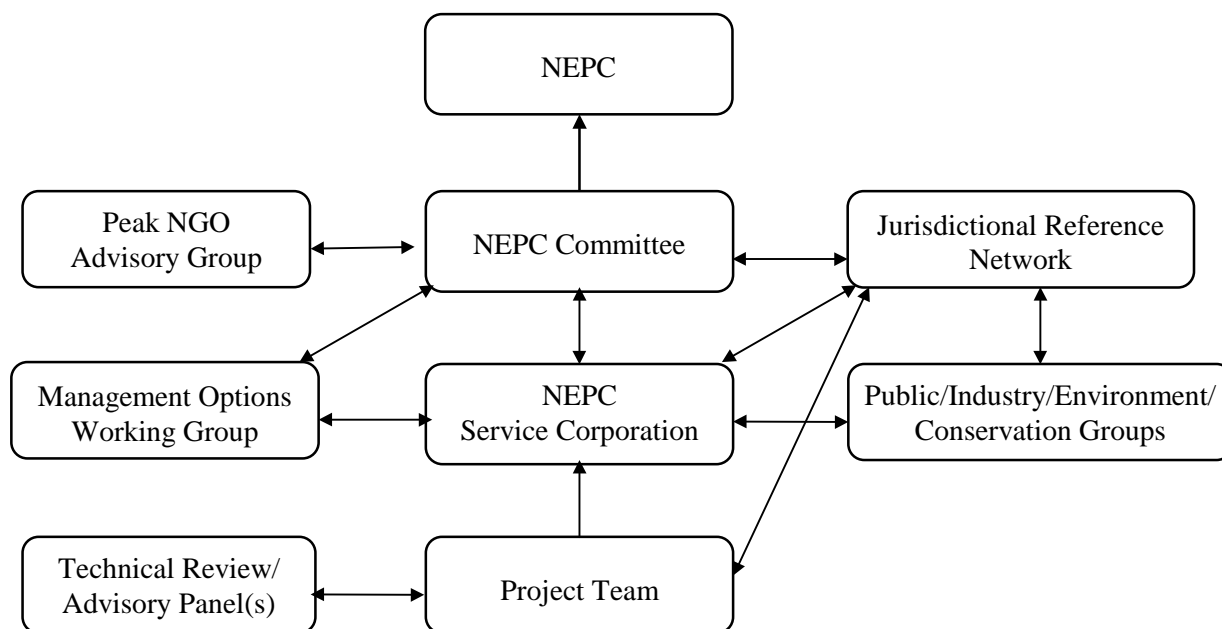 NEPC
Peak NGO
Advisory Group
NEPC Committee
Jurisdictional Reference
Network
Management Options
Working Group
NEPC
Service Corporation
Public/Industry/Environment/
Conservation Groups
Technical Review/
Advisory Panel(s)
Project Team